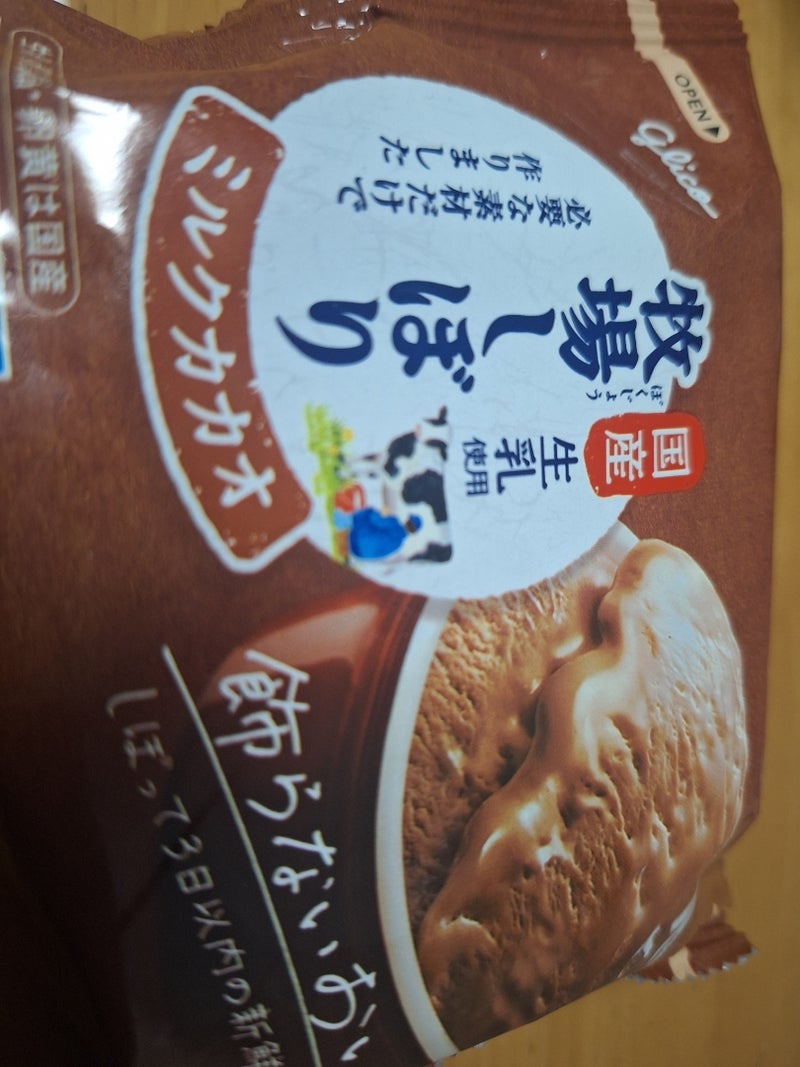 OPEN
Glico
必要な素材だけで
作りました
牧場しぼり
ぼくじょう
国産
生乳
使用
ミルクカカオ
卵黄は国産
飾らないおい
しぼって3日以内の新鮮